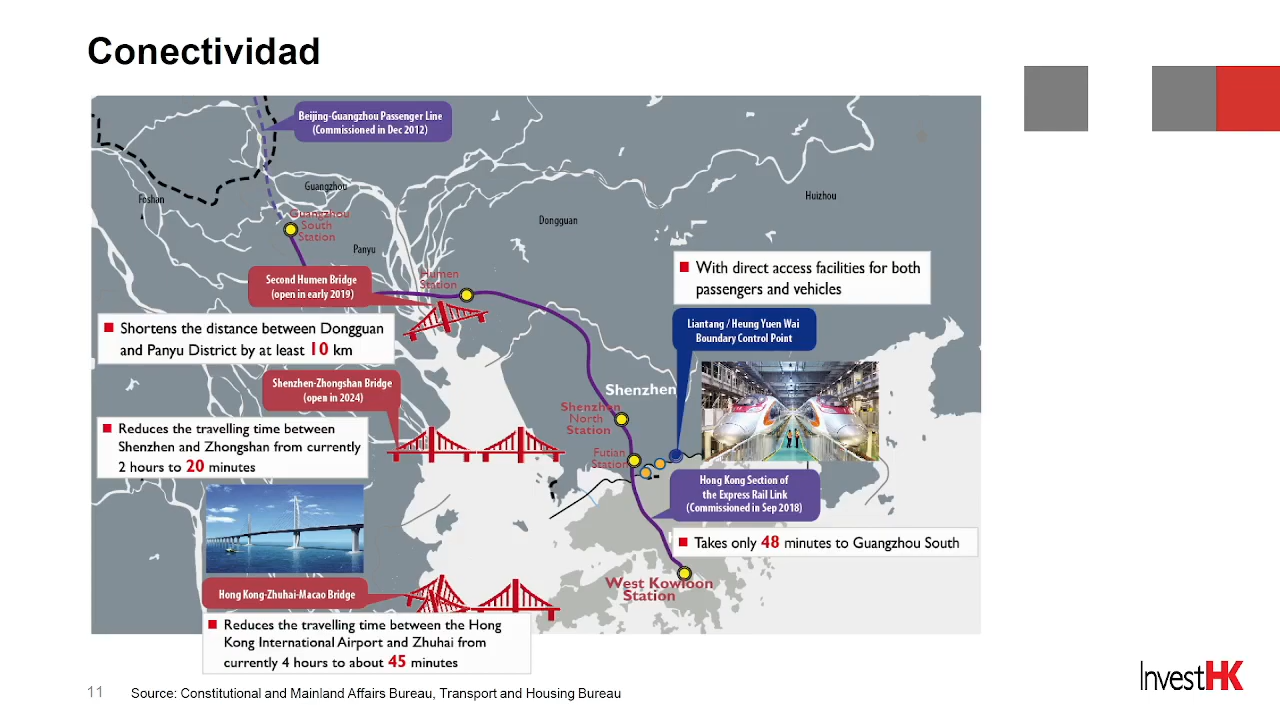 Conectividad
Beijing-Guangzhou Passenger Line
(Commissioned in Dec 2012)
Foshan
Guangzhou
Huizhou
Guangzhou
South
Station
Dongguan
Panyu
Second Humen Bridge
(open in early 2019)
Humen
Station
With direct access facilities for both
passengers and vehicles
Shortens the distance between Dongguan
and Panyu District by at least 10 km
Liantang / Heung Yuen Wai
Boundary Control Point
Shenzhen-Zhongshan Bridge
(open in 2024)
Shenzhen
Shenzhen
North
Station
Reduces the travelling time between
Shenzhen and Zhongshan from currently
2 hours to 20 minutes
Futian
Station
Hong Kong Section of
the Express Rail Link
(Commissioned in Sep 2018)
Takes only 48 minutes to Guangzhou South
West Kowloon
Station
Hong Kong-Zhuhai-Macao Bridge
Reduces the travelling time between the Hong
Kong International Airport and Zhuhai from
currently 4 hours to about 45 minutes
InvestHK
11 Source: Constitutional and Mainland Affairs Bureau, Transport and Housing Bureau